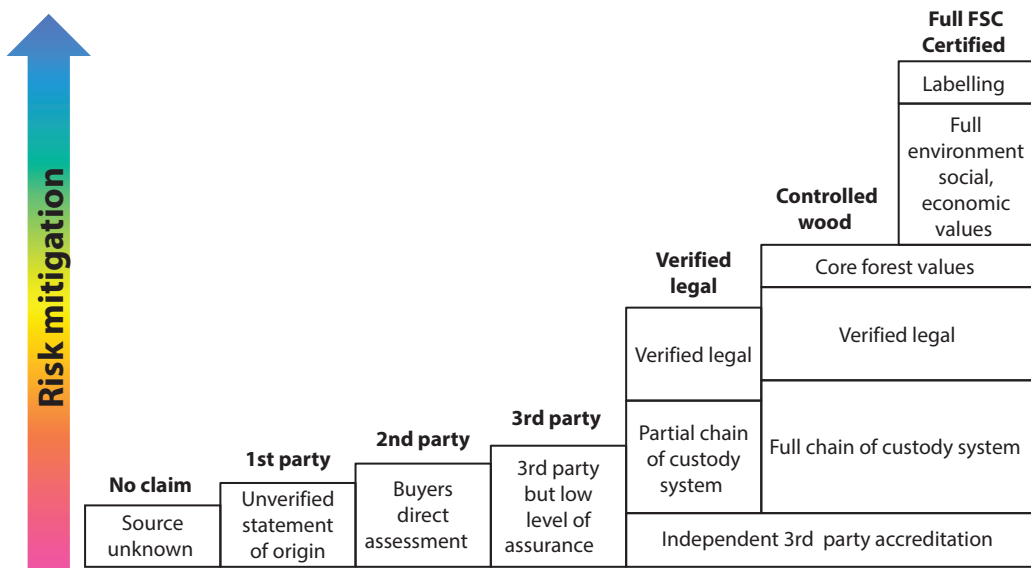 Risk mitigation
No claim
Source
unknown
1st party
Unverified
statement
of origin
2nd party
Buyers
direct
assessment
3rd party
3rd party
but low
level of
assurance
Verified
legal
Verified legal
Partial chain
of custody
system
Controlled
wood
Core forest values
Verified legal
Full chain of custody system
Full FSC
Certified
Labelling
Full
environment
social,
economic
values
Independent 3rd party accreditation